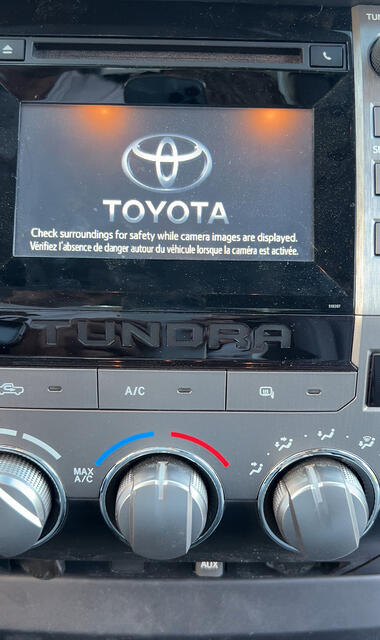 TUN
TOYOTA
Check surroundings for safety while camera images are displayed.
Vérifiez l'absence de danger autour du véhicule lorsque la caméra est activée.
TUNDRA
A/C
MAX
A/C
AUX